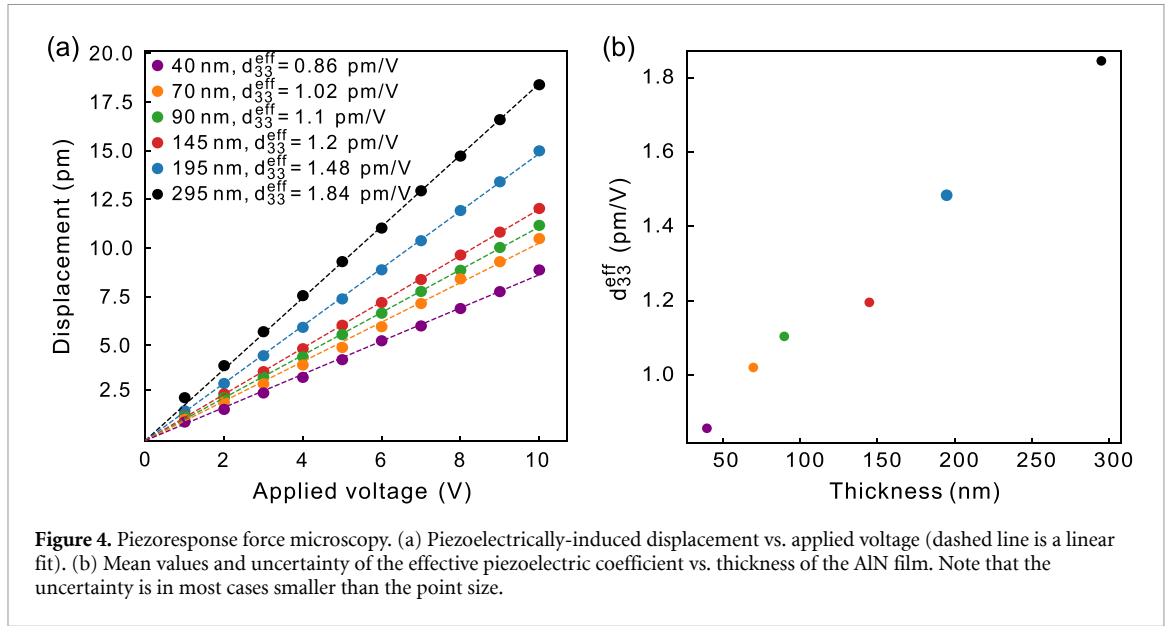 (a)
20.0
17.5
15.0
12.5
10.0
7.5
5.0
2.5
Displacement (pm)
40 nm, d33eff = 0.86 pm/V
70 nm, d33eff = 1.02 pm/V
90 nm, d33eff = 1.1 pm/V
145 nm, d33eff = 1.2 pm/V
195 nm, d33eff = 1.48 pm/V
295 nm, d33eff = 1.84 pm/V
0 2 4 6 8 10
Applied voltage (V)
(b)
1.8
1.6
1.4
1.2
1.0
d33eff (pm/V)
50 100 150 200 250 300
Thickness (nm)
Figure 4. Piezoresponse force microscopy. (a) Piezoelectrically-induced displacement vs. applied voltage (dashed line is a linear
fit). (b) Mean values and uncertainty of the effective piezoelectric coefficient vs. thickness of the AlN film. Note that the
uncertainty is in most cases smaller than the point size.